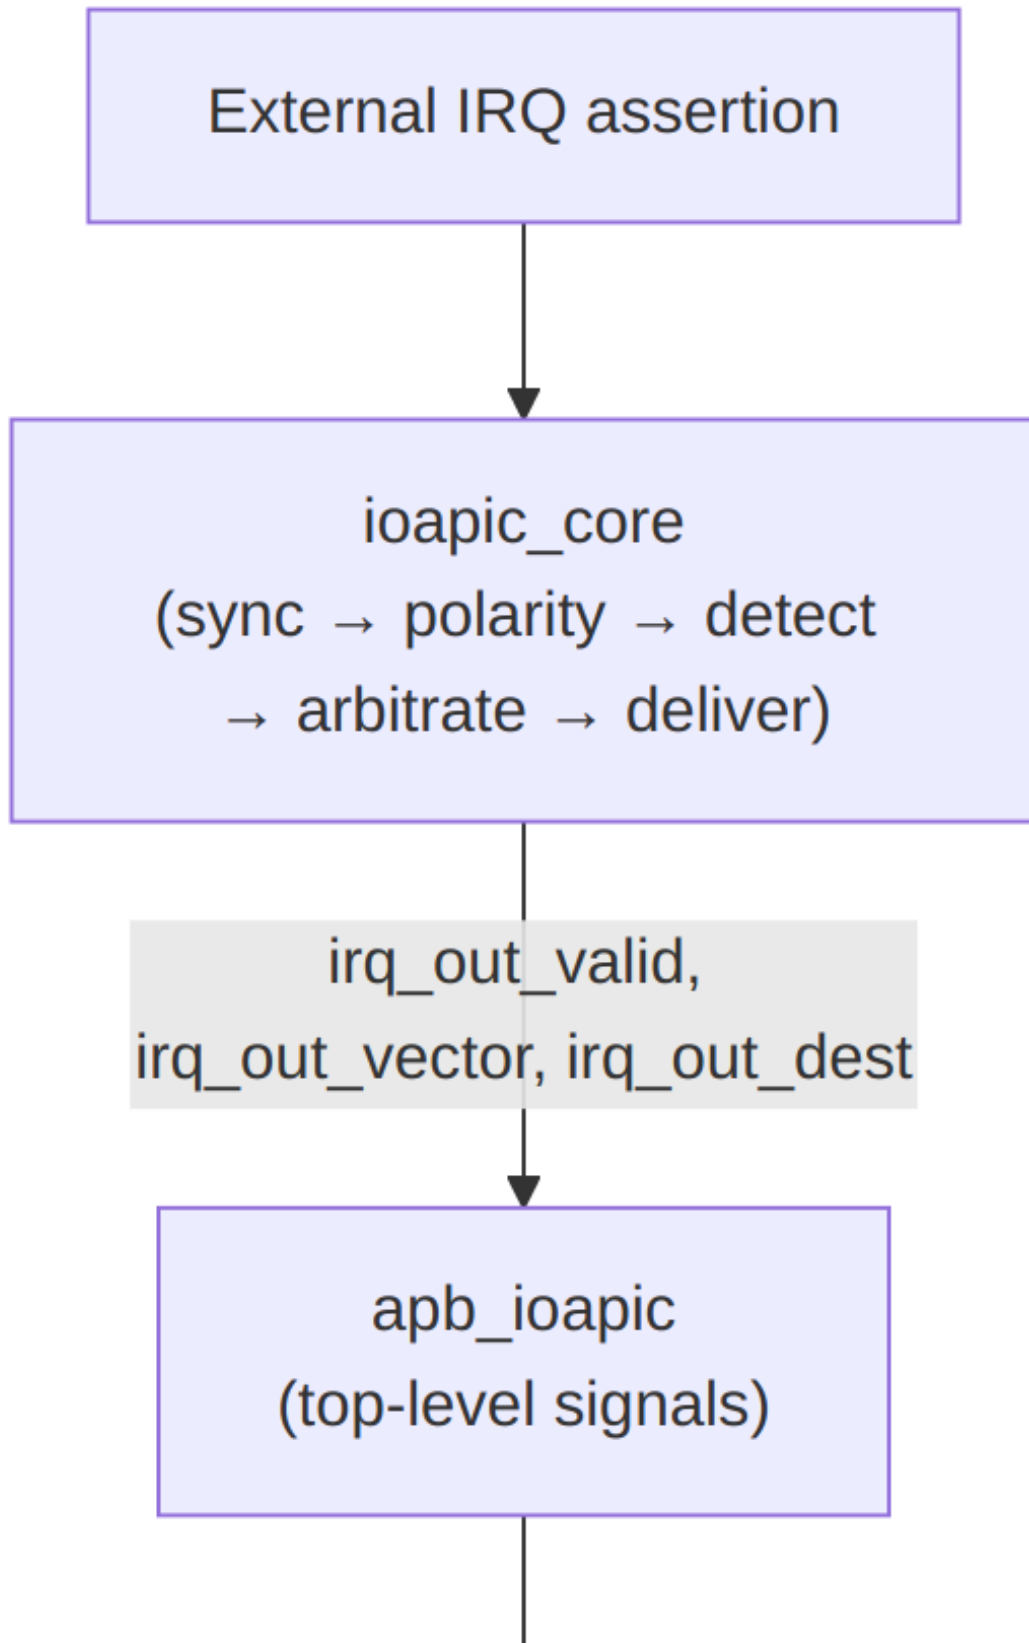 External IRQ assertion
ioapic_core
(sync → polarity → detect
→ arbitrate → deliver)
irq_out_valid,
irq_out_vector, irq_out_dest
apb_ioapic
(top-level signals)